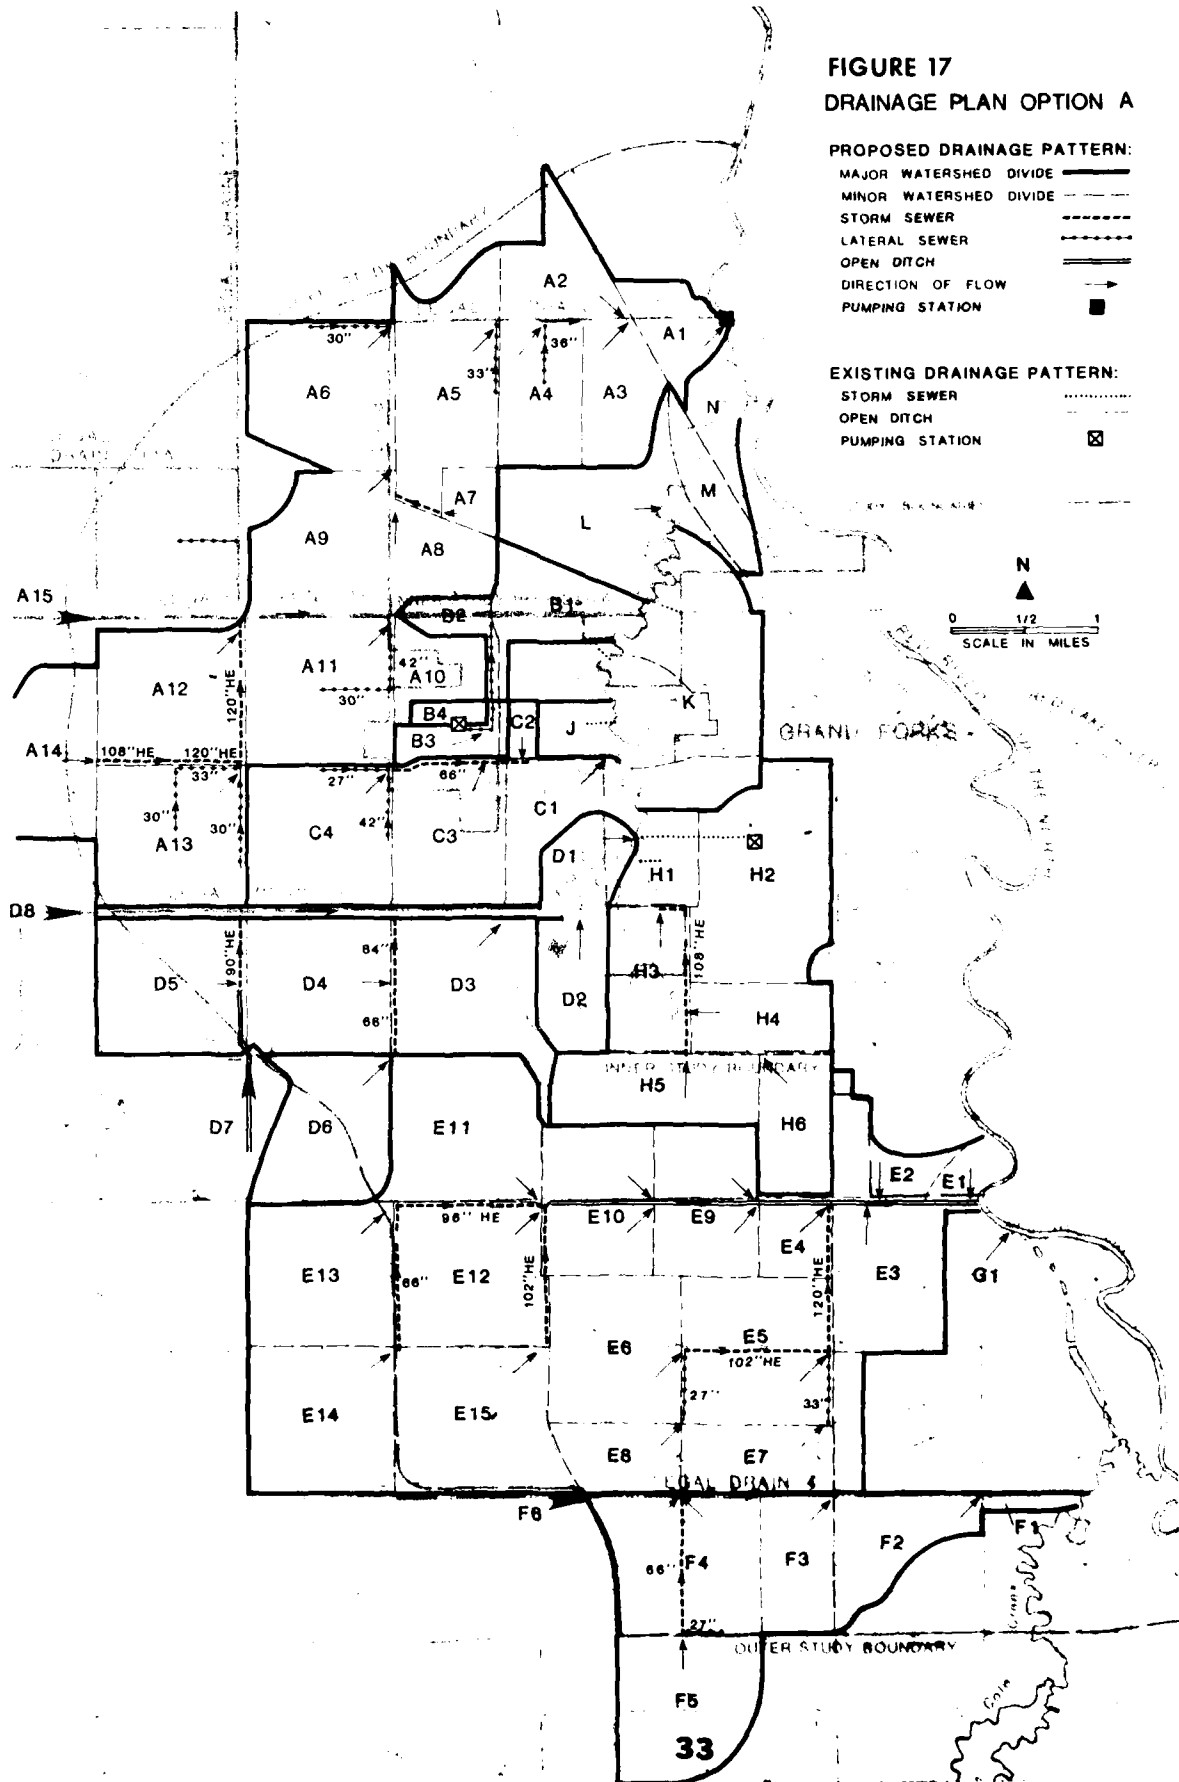 FIGURE 17
DRAINAGE PLAN OPTION A
PROPOSED DRAINAGE PATTERN:
MAJOR WATERSHED DIVIDE
MINOR WATERSHED DIVIDE
STORM SEWER
LATERAL SEWER
OPEN DITCH
DIRECTION OF FLOW
PUMPING STATION
EXISTING DRAINAGE PATTERN:
STORM SEWER
OPEN DITCH
PUMPING STATION
N
0 1/2 1
SCALE IN MILES
BOUNDARY
A2
A1
30"
36"
33"
A6
A5
A4
A3
N
A7
M
L
A9
A8
A15
B2
B1
A11
42"
A10
A12
120"HE
30"
B4
C2
K
J
B3
GRAND FORKS
A14
108"HE
120"HE
33"
27"
66"
30"
30"
42"
C1
A13
C4
C3
D1
H1
H2
D8
90"HE
84"
108"HE
D5
D4
D3
H3
D2
66"
H4
INNER STUDY BOUNDARY
H5
D7
D6
E11
H6
E2
E1
96" HE
E10
E9
E4
E13
66"
E12
102"HE
120"HE
E3
G1
E6
E5
102"HE
27"
33"
E14
E15
E8
E7
LEGAL DRAIN 4
F6
F1
F2
66"
F4
F3
27"
OUTER STUDY BOUNDARY
F5
33